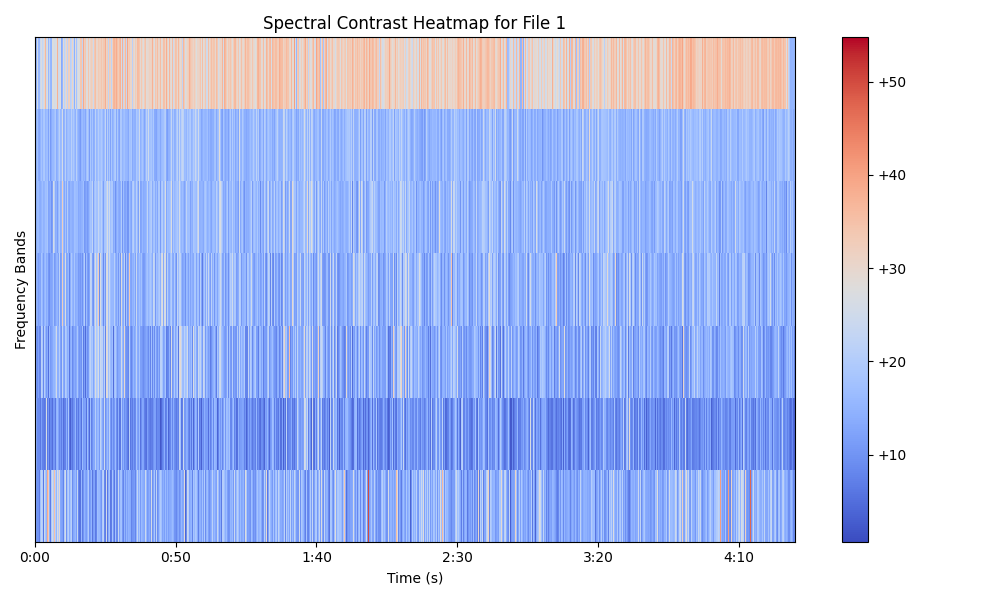 Spectral Contrast Heatmap for File 1
Frequency Bands
+50
+40
+30
+20
+10
0:00 0:50 1:40 2:30 3:20 4:10
Time (s)